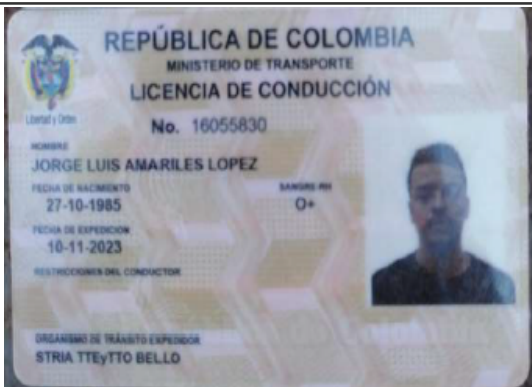 REPÚBLICA DE COLOMBIA
MINISTERIO DE TRANSPORTE
LICENCIA DE CONDUCCIÓN
Libertad y Orden
No. 16055830
NOMBRE
JORGE LUIS AMARILES LOPEZ
FECHA DE NACIMIENTO SANGRE-RH
27-10-1985 O+
FECHA DE EXPEDICION
10-11-2023
RESTRICCIONES DEL CONDUCTOR
ORGANISMO DE TRÁNSITO EXPEDIDOR
STRIA TTEyTTO BELLO